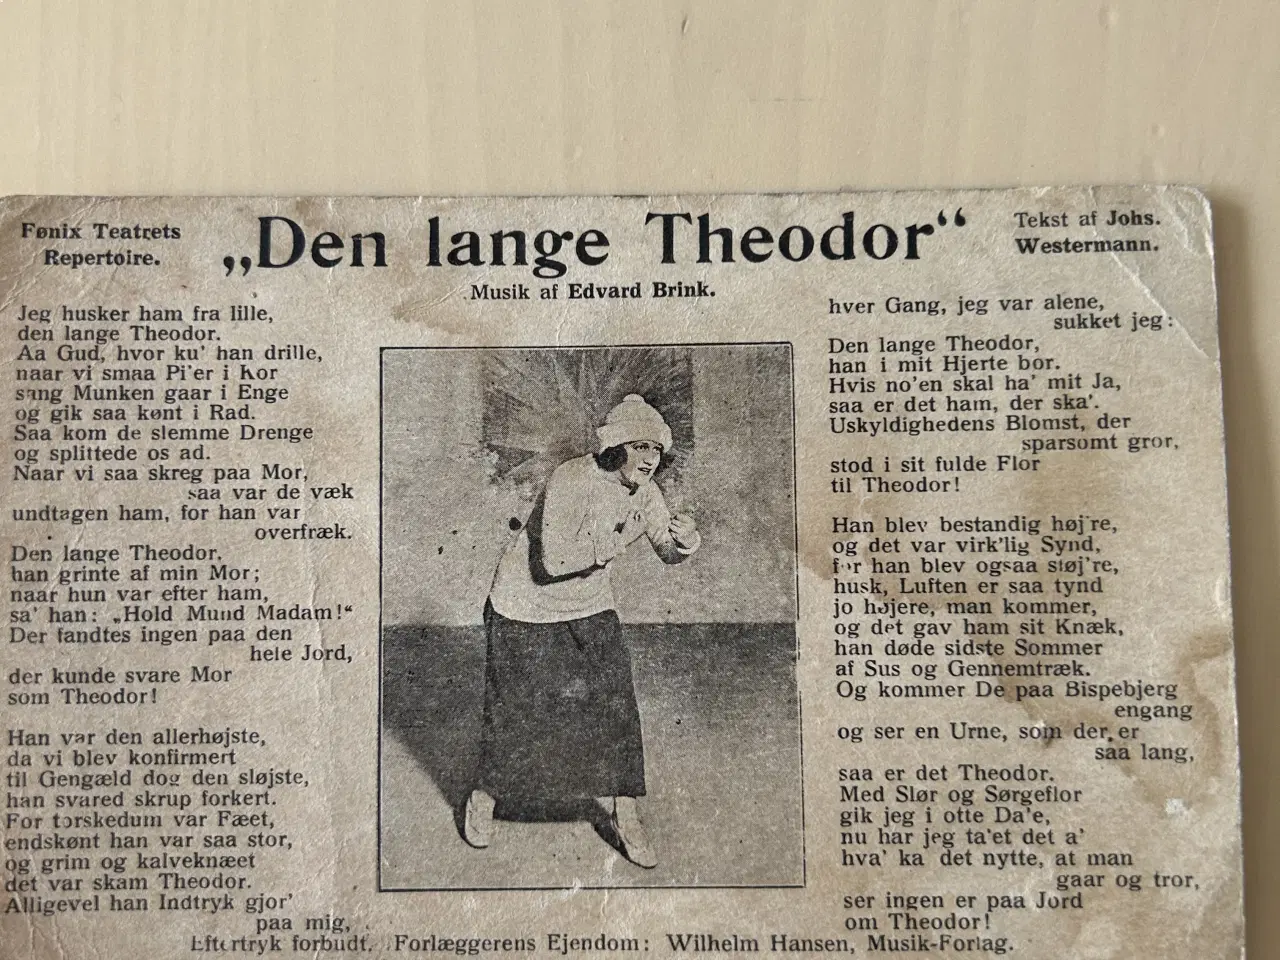 Fønix Teatrets
Repertoire.
„Den lange Theodor“
Tekst af Johs.
Westermann.
Musik af Edvard Brink.
Jeg husker ham fra lille,
den lange Theodor.
Aa Gud, hvor ku' han drille,
naar vi smaa Pi'er i Kor
sang Munken gaar i Enge
og gik saa kønt i Rad.
Saa kom de slemme Drenge
og splittede os ad.
Naar vi saa skreg paa Mor,
saa var de væk
undtagen ham, for han var
overfræk.
Den lange Theodor.
han grinte af min Mor;
naar hun var efter ham,
sa' han: „Hold Mund Madam!“
Der fandtes ingen paa den
hele Jord,
der kunde svare Mor
som Theodor!
Han var den allerhøjste,
da vi blev konfirmert
til Gengæld dog den sløjste,
han svared skrup forkert.
For torskedum var Fæet,
endskønt han var saa stor,
og grim og kalveknæet
det var skam Theodor.
Alligevel han Indtryk gjor'
paa mig,
hver Gang, jeg var alene,
sukket jeg:
Den lange Theodor,
han i mit Hjerte bor.
Hvis no'en skal ha' mit Ja,
saa er det ham, der ska'.
Uskyldighedens Blomst, der
sparsomt gror,
stod i sit fulde Flor
til Theodor!
Han blev bestandig høj're,
og det var virk'lig Synd,
for han blev ogsaa støj're,
husk, Luften er saa tynd
jo højere, man kommer,
og det gav ham sit Knæk,
han døde sidste Sommer
af Sus og Gennemtræk.
Og kommer De paa Bispebjerg
engang
og ser en Urne, som der er
saa lang,
saa er det Theodor.
Med Slør og Sørgeflor
gik jeg i otte Da'e,
nu har jeg ta'et det a'
hva' ka' det nytte, at man
gaar og tror,
ser ingen er paa Jord
om Theodor!
Eftertryk forbudt. Forlæggerens Ejendom: Wilhelm Hansen, Musik-Forlag.